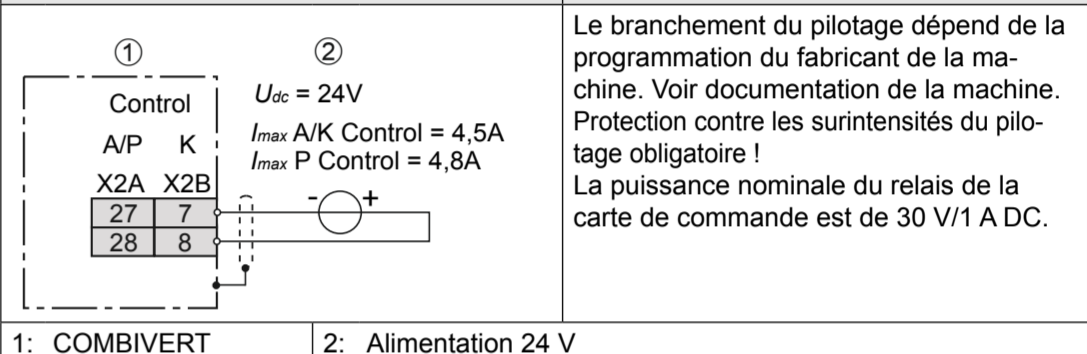 ① ②
Control
A/P K
X2A X2B
27 7
28 8
Udc = 24V
Imax A/K Control = 4,5A
Imax P Control = 4,8A
- +
Le branchement du pilotage dépend de la
programmation du fabricant de la ma-
chine. Voir documentation de la machine.
Protection contre les surintensités du pilo-
tage obligatoire !
La puissance nominale du relais de la
carte de commande est de 30 V/1 A DC.
1: COMBIVERT 2: Alimentation 24 V